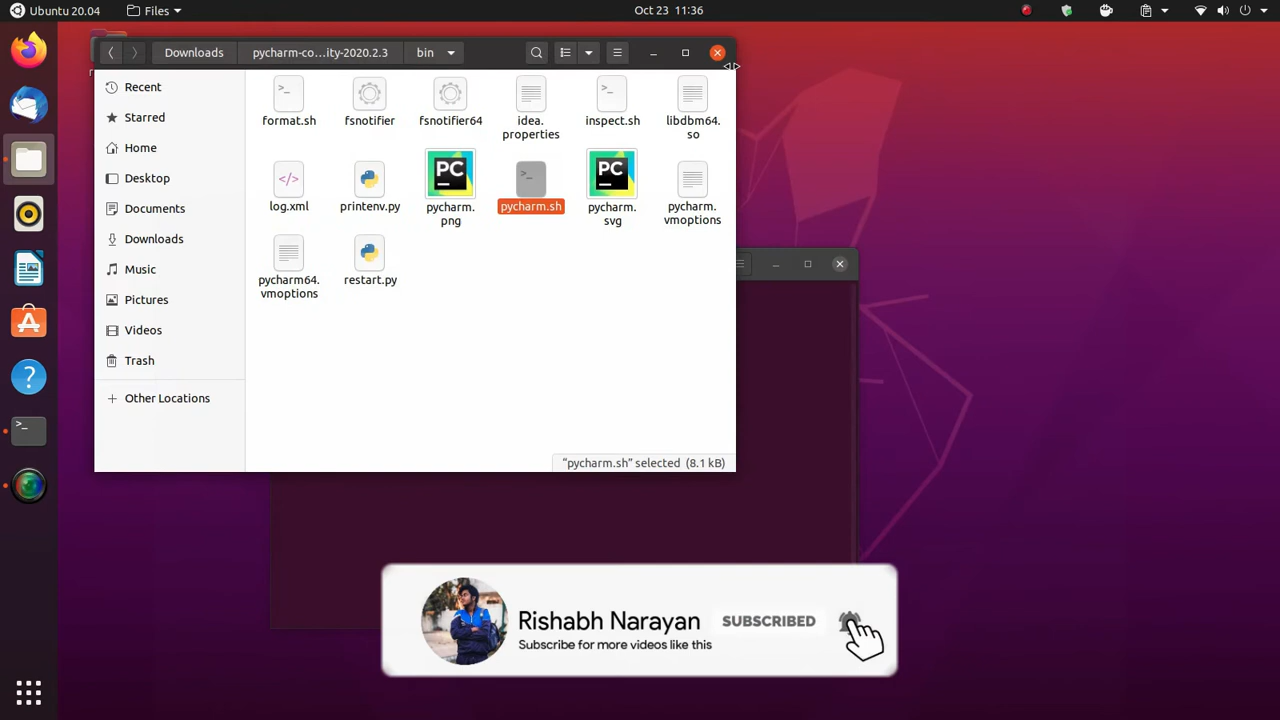 Ubuntu 20.04
Files
Oct 23 11:36
Downloads
pycharm-co…ity-2020.2.3
bin
Recent
Starred
Home
Desktop
Documents
Downloads
Music
Pictures
Videos
Trash
Other Locations
format.sh
fsnotifier
fsnotifier64
idea.
properties
inspect.sh
libdbm64.
so
log.xml
printenv.py
PC
pycharm.
png
pycharm.sh
PC
pycharm.
svg
pycharm.
vmoptions
pycharm64.
vmoptions
restart.py
“pycharm.sh” selected (8.1 kB)
Rishabh Narayan
SUBSCRIBED
Subscribe for more videos like this